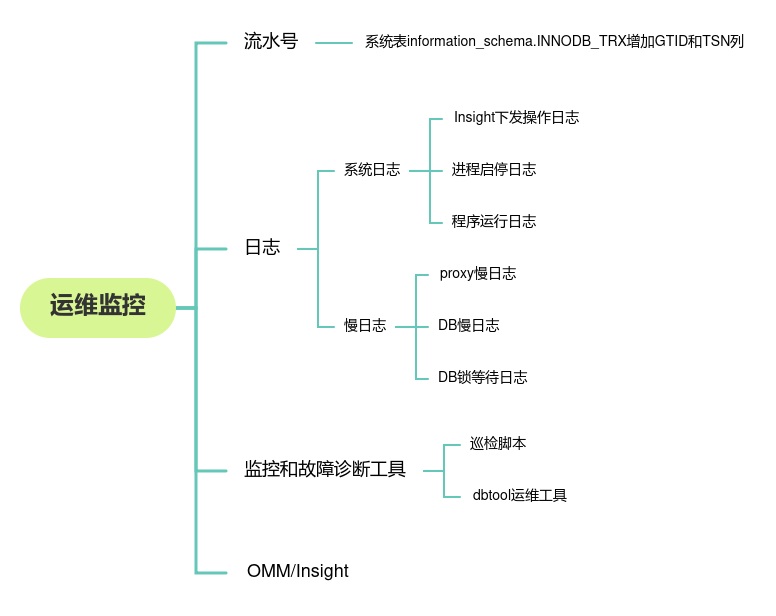 运维监控
流水号
系统表information_schema.INNODB_TRX增加GTID和TSN列
日志
系统日志
Insight下发操作日志
进程启停日志
程序运行日志
慢日志
proxy慢日志
DB慢日志
DB锁等待日志
监控和故障诊断工具
巡检脚本
dbtool运维工具
OMM/Insight